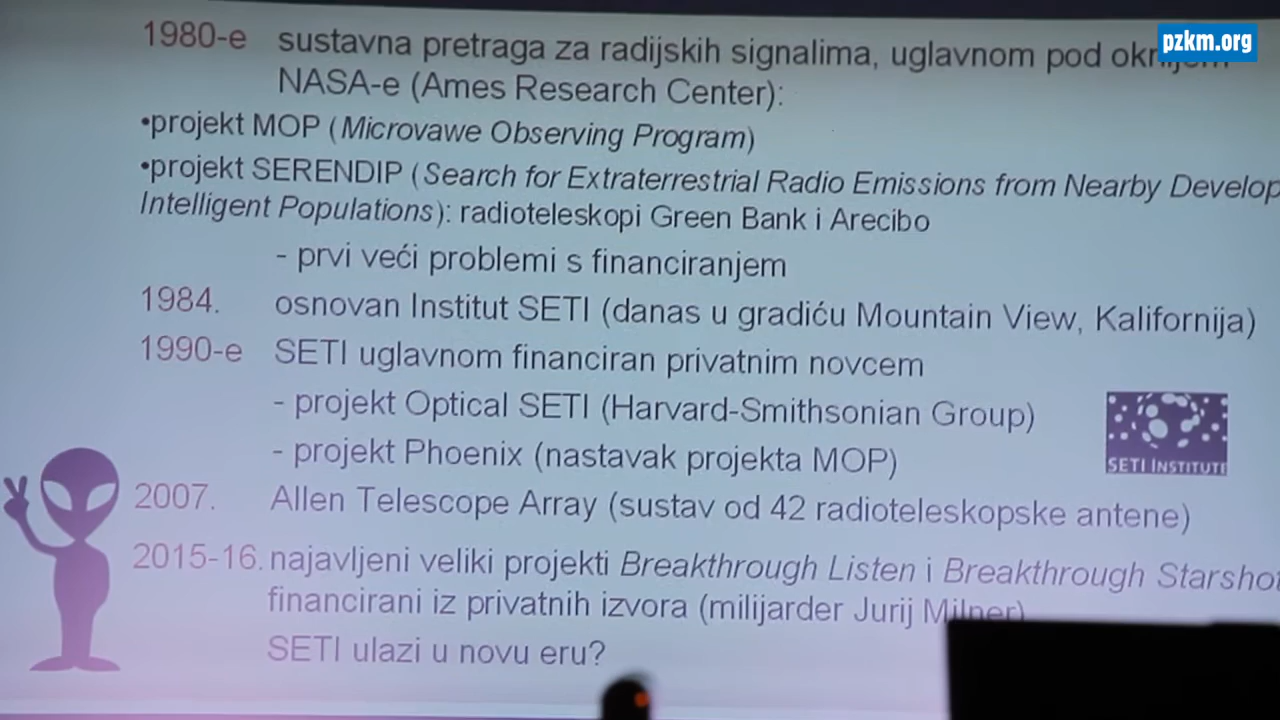 pzkm.org
1980-e sustavna pretraga za radijskih signalima, uglavnom pod
NASA-e (Ames Research Center):
•projekt MOP (Microvawe Observing Program)
•projekt SERENDIP (Search for Extraterrestrial Radio Emissions from Nearby Develop
Intelligent Populations): radioteleskopi Green Bank i Arecibo
- prvi veći problemi s financiranjem
1984. osnovan Institut SETI (danas u gradiću Mountain View, Kalifornija)
1990-e SETI uglavnom financiran privatnim novcem
- projekt Optical SETI (Harvard-Smithsonian Group)
- projekt Phoenix (nastavak projekta MOP)
SETI INSTITUTE
2007. Allen Telescope Array (sustav od 42 radioteleskopske antene)
2015-16. najavljeni veliki projekti Breakthrough Listen i Breakthrough Starshot
financirani iz privatnih izvora (milijarder Jurij Milner)
SETI ulazi u novu eru?